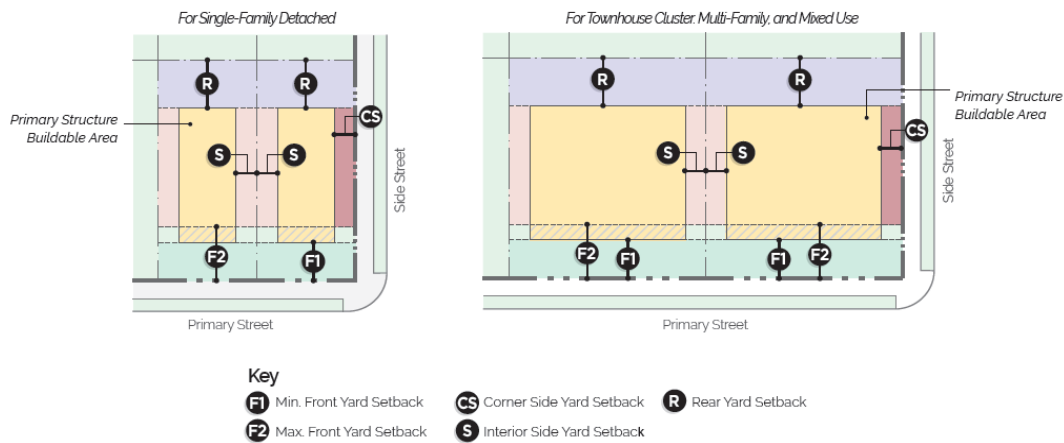 For Single-Family Detached
For Townhouse Cluster. Multi-Family, and Mixed Use
R
R
R
R
Primary Structure
Buildable Area
CS
Primary Structure
Buildable Area
CS
S
S
S
S
Side Street
Side Street
F2
F1
F2
F1
F1
F2
Primary Street
Primary Street
Key
F1 Min. Front Yard Setback
CS Corner Side Yard Setback
R Rear Yard Setback
F2 Max. Front Yard Setback
S Interior Side Yard Setback